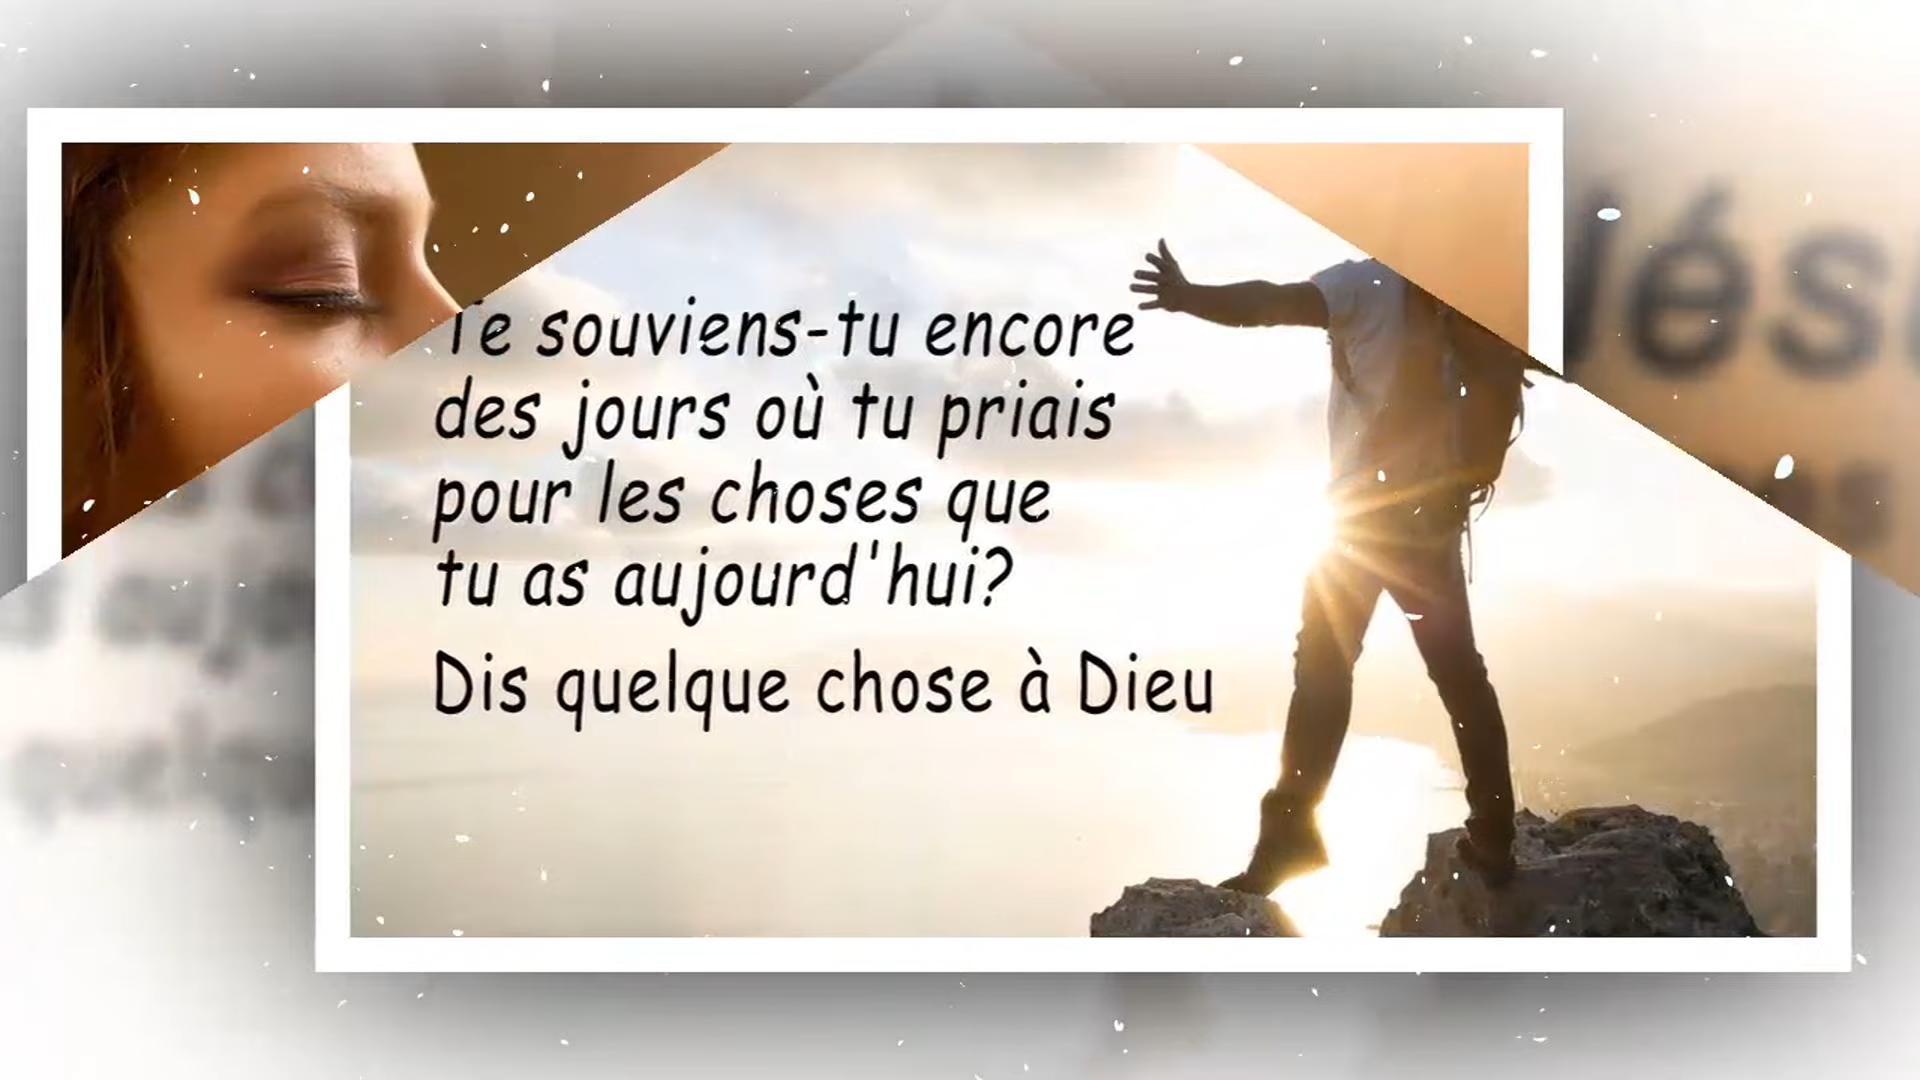 Te souviens-tu encore
des jours où tu priais
pour les choses que
tu as aujourd'hui?
Dis quelque chose à Dieu